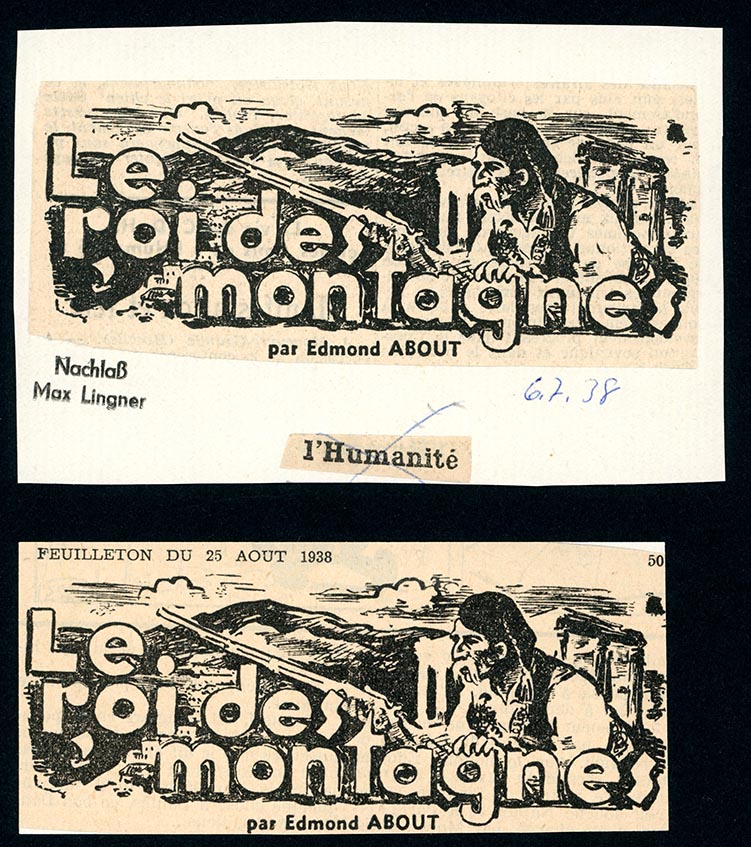 Le
roi des
montagnes
par Edmond ABOUT
Nachlaß
Max Lingner
6.7.38
l'Humanité
FEUILLETON DU 25 AOUT 1938
50
Le
roi des
montagnes
par Edmond ABOUT